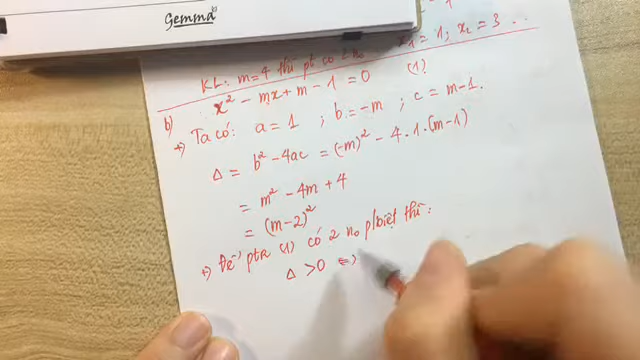 Gemma
x₁ = 1; x₂ = 3 ...
KL: m = 4 thì pt có 2 n₀
b) x² - mx + m - 1 = 0 (1)
+) Ta có: a = 1 ; b = -m ; c = m - 1.
Δ = b² - 4ac = (-m)² - 4.1.(m-1)
= m² - 4m + 4
= (m-2)²
+) Để ptr (1) có 2 n₀ p/biệt thì:
Δ > 0 ⇔